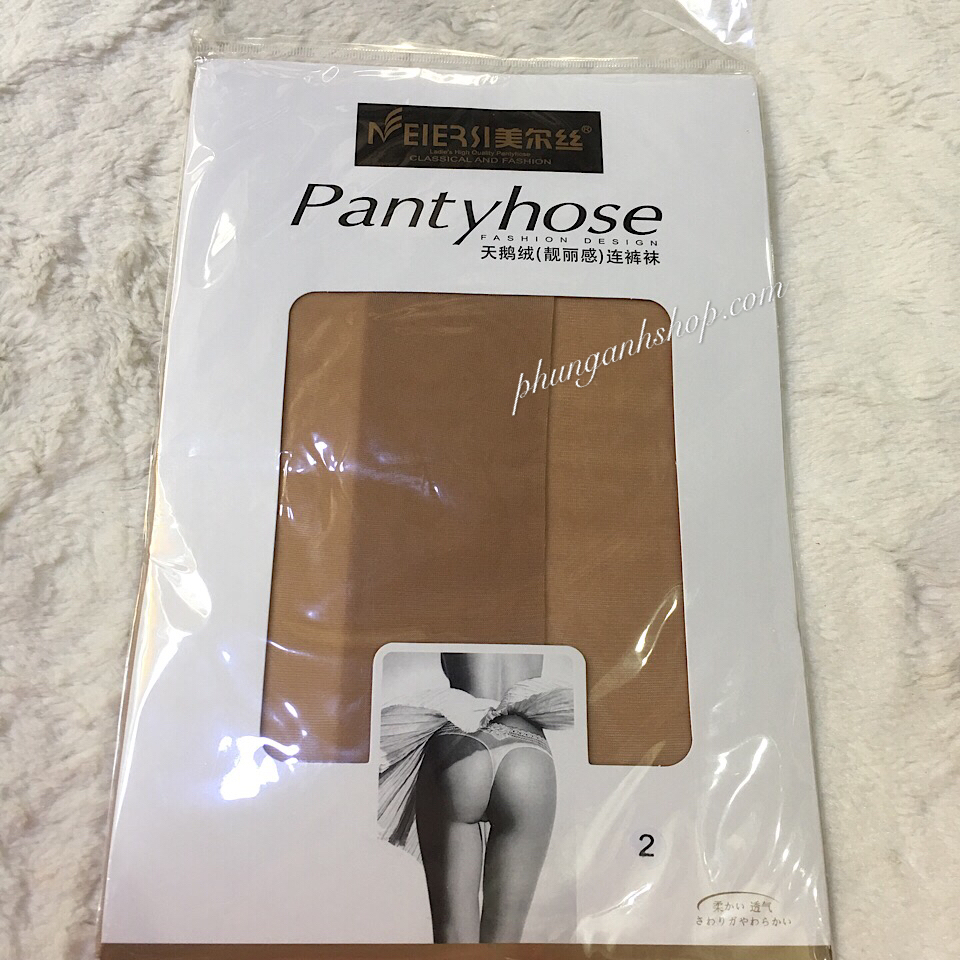 MEIERSI美尔丝®
Ladie's High Quality Pantyhose
CLASSICAL AND FASHION
Pantyhose
FASHION DESIGN
天鹅绒(靓丽感)连裤袜
phunganhshop.com
2
柔かい 透气
さわりガやわらかい